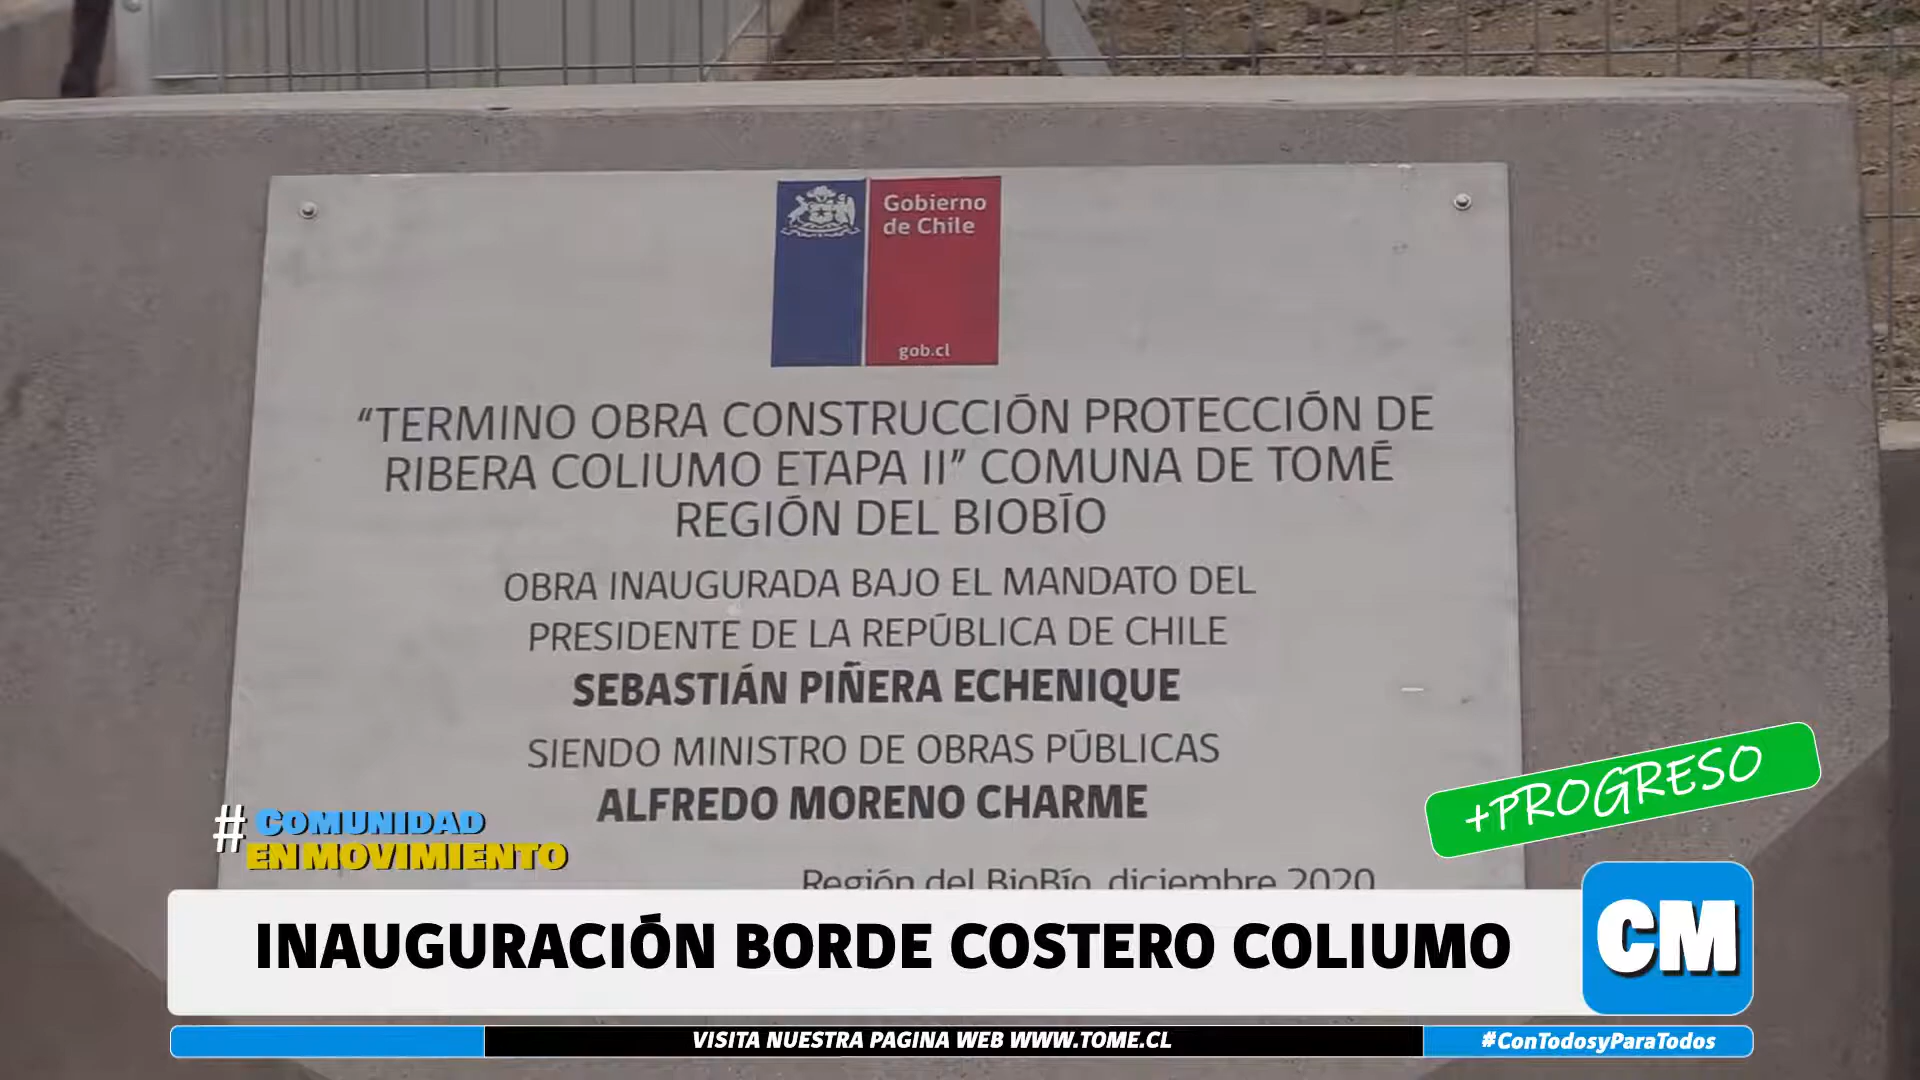 Gobierno
de Chile
gob.cl
“TERMINO OBRA CONSTRUCCIÓN PROTECCIÓN DE
RIBERA COLIUMO ETAPA II” COMUNA DE TOMÉ
REGIÓN DEL BIOBÍO
OBRA INAUGURADA BAJO EL MANDATO DEL
PRESIDENTE DE LA REPÚBLICA DE CHILE
SEBASTIÁN PIÑERA ECHENIQUE
SIENDO MINISTRO DE OBRAS PÚBLICAS
ALFREDO MORENO CHARME
Región del BioBío, diciembre 2020
+PROGRESO
#COMUNIDAD
EN MOVIMIENTO
INAUGURACIÓN BORDE COSTERO COLIUMO
CM
VISITA NUESTRA PAGINA WEB WWW.TOME.CL
#ConTodosyParaTodos